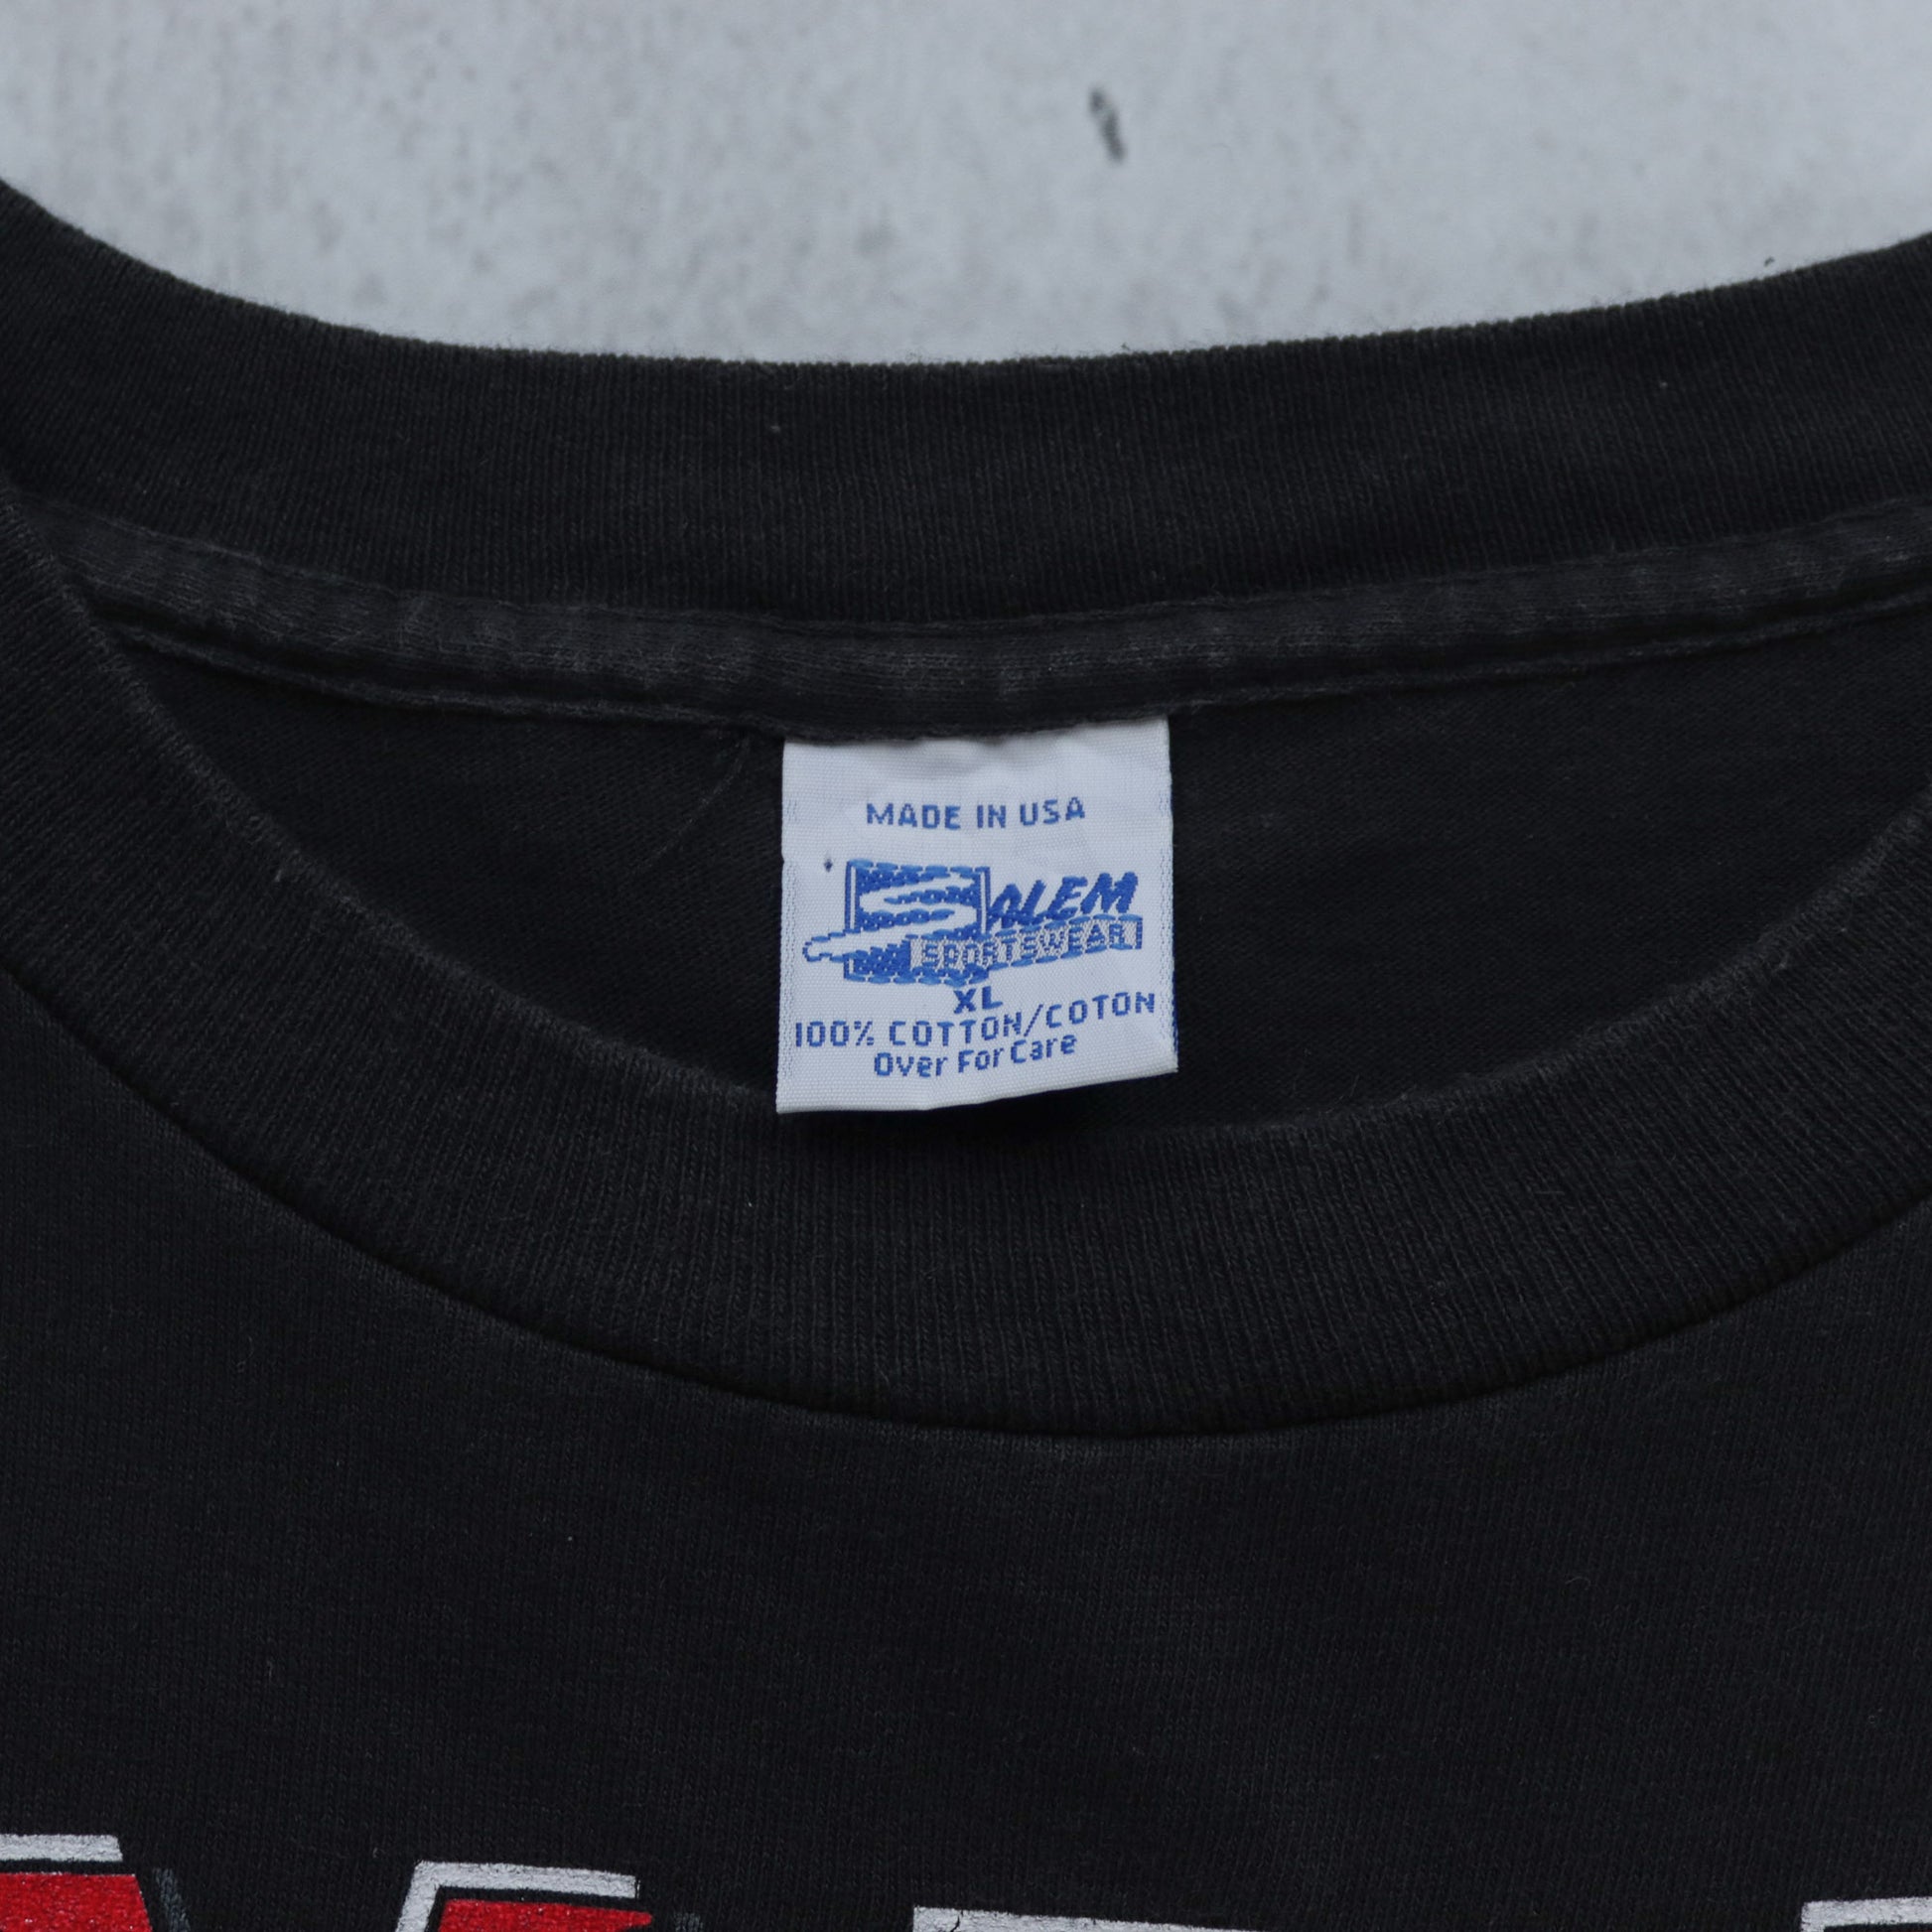 MADE IN USA
SALEM
SPORTSWEAR
XL
100% COTTON/COTON
Over For Care